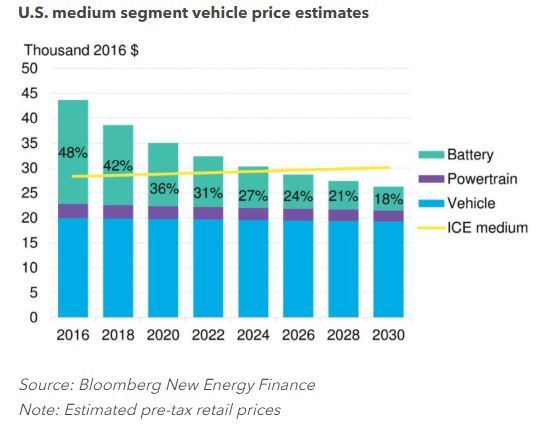 U.S. medium segment vehicle price estimates
Thousand 2016 $
50
45
40
35
30
25
20
15
10
5
0
48%
42%
36%
31%
27%
24%
21%
18%
2016 2018 2020 2022 2024 2026 2028 2030
Battery
Powertrain
Vehicle
ICE medium
Source: Bloomberg New Energy Finance
Note: Estimated pre-tax retail prices